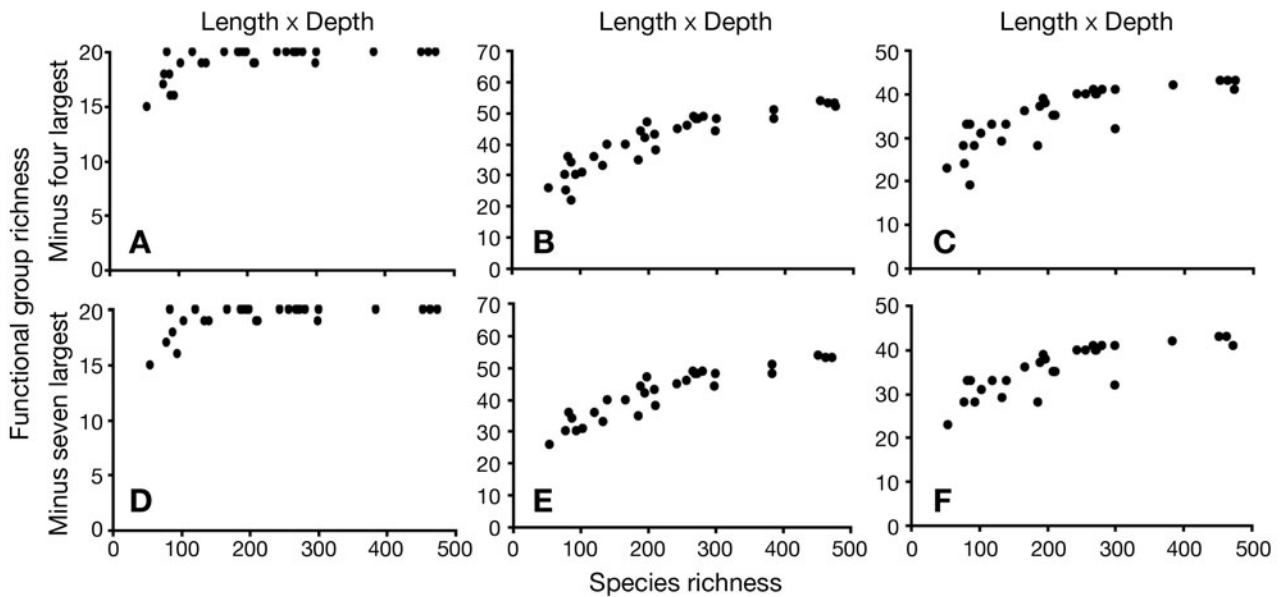 Length x Depth
Length x Depth
Length x Depth
Functional group richness
Minus four largest
20
15
10
5
0
A
70
60
50
40
30
20
10
0
B
50
40
30
20
10
0
C
Minus seven largest
20
15
10
5
0
D
0 100 200 300 400 500
70
60
50
40
30
20
10
0
E
0 100 200 300 400 500
50
40
30
20
10
0
F
0 100 200 300 400 500
Species richness